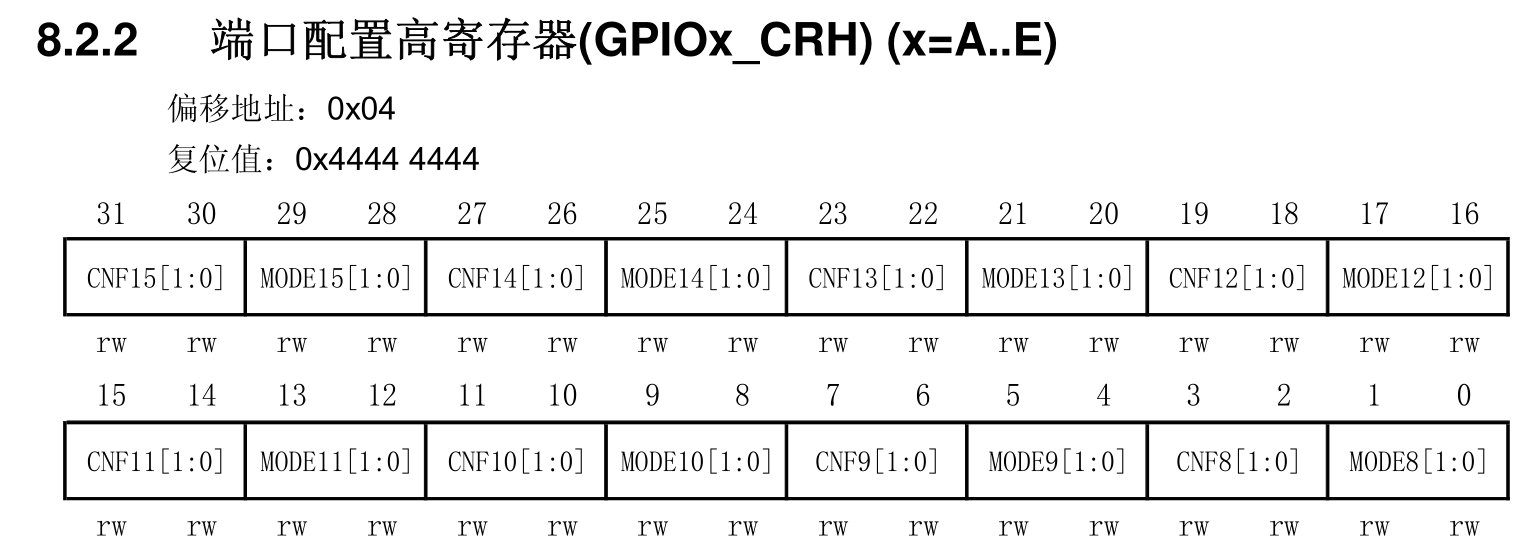 8.2.2 端口配置高寄存器(GPIOx_CRH) (x=A..E)
偏移地址：0x04
复位值：0x4444 4444
31 30 29 28 27 26 25 24 23 22 21 20 19 18 17 16
CNF15[1:0] MODE15[1:0] CNF14[1:0] MODE14[1:0] CNF13[1:0] MODE13[1:0] CNF12[1:0] MODE12[1:0]
rw rw rw rw rw rw rw rw rw rw rw rw rw rw rw rw
15 14 13 12 11 10 9 8 7 6 5 4 3 2 1 0
CNF11[1:0] MODE11[1:0] CNF10[1:0] MODE10[1:0] CNF9[1:0] MODE9[1:0] CNF8[1:0] MODE8[1:0]
rw rw rw rw rw rw rw rw rw rw rw rw rw rw rw rw